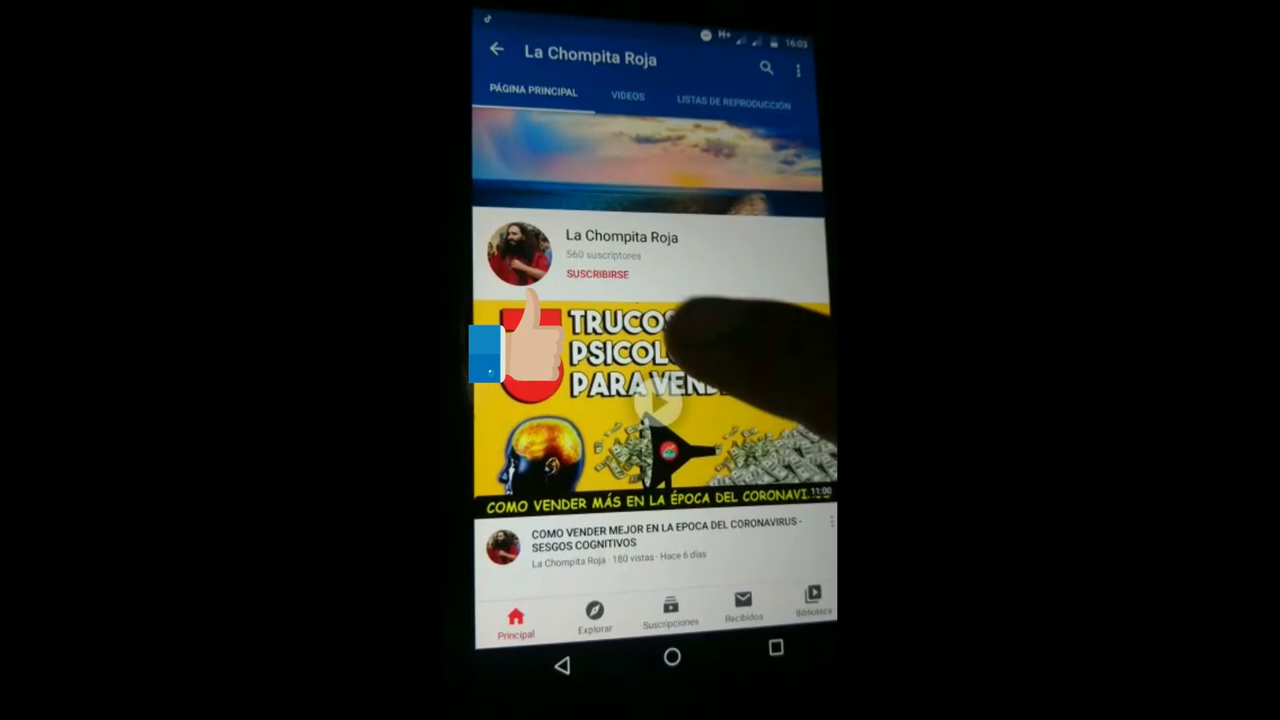 H+ 16:03
La Chompita Roja
PÁGINA PRINCIPAL VIDEOS LISTAS DE REPRODUCCIÓN
La Chompita Roja
560 suscriptores
SUSCRIBIRSE
TRUCOS
PSICOL
PARA VEND
11:00
COMO VENDER MÁS EN LA ÉPOCA DEL CORONAVI
COMO VENDER MEJOR EN LA EPOCA DEL CORONAVIRUS -
SESGOS COGNITIVOS
La Chompita Roja · 180 vistas · Hace 6 días
Principal Explorar Suscripciones Recibidos Biblioteca